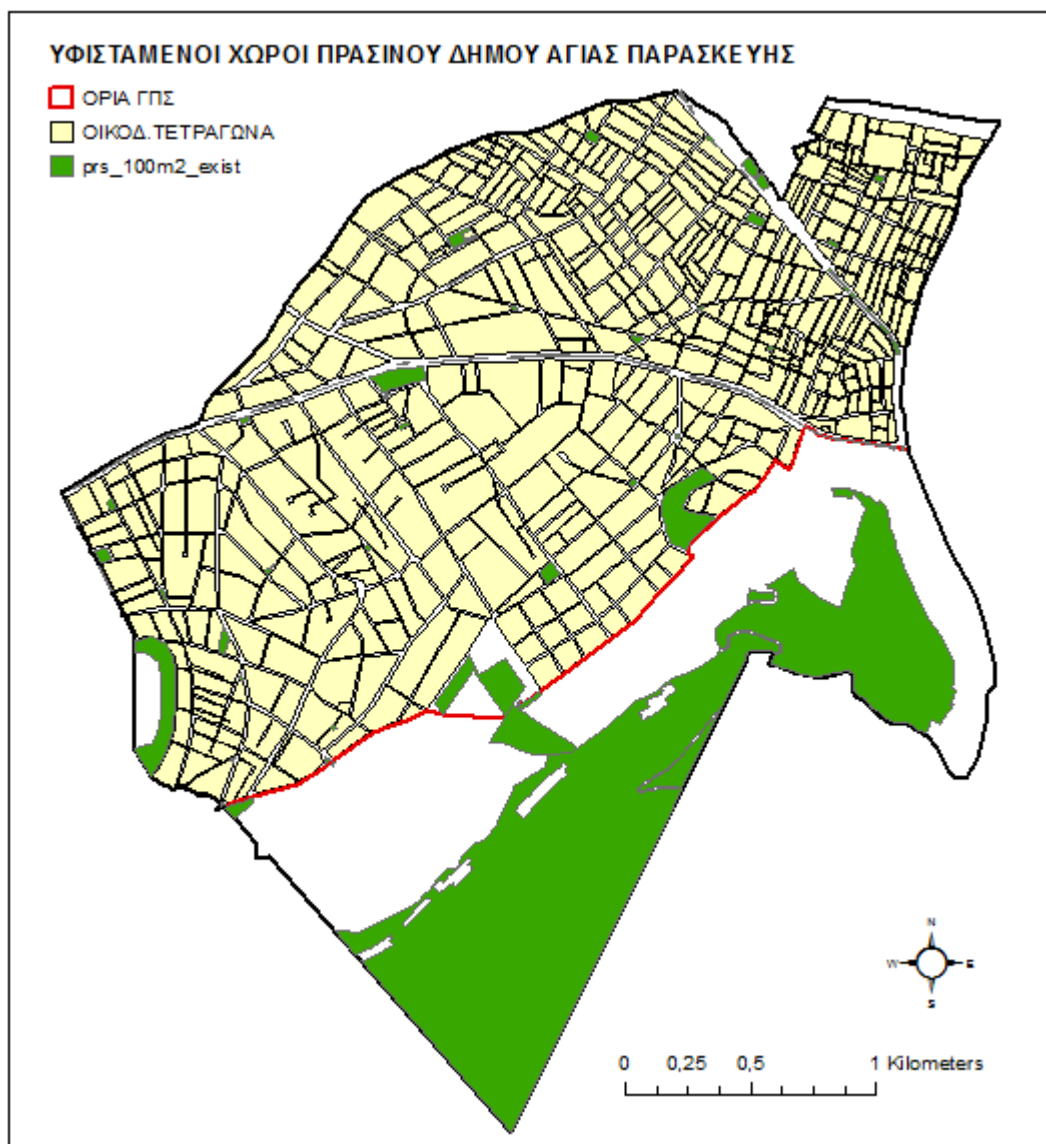 ΥΦΙΣΤΑΜΕΝΟΙ ΧΩΡΟΙ ΠΡΑΣΙΝΟΥ ΔΗΜΟΥ ΑΓΙΑΣ ΠΑΡΑΣΚΕΥΗΣ
ΟΡΙΑ ΓΠΣ
ΟΙΚΟΔ.ΤΕΤΡΑΓΩΝΑ
prs_100m2_exist
N
W E
S
0 0,25 0,5 1 Kilometers